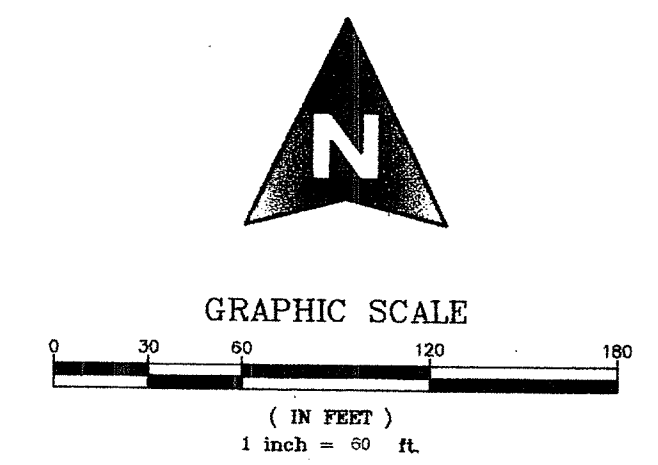 N
GRAPHIC SCALE
0 30 60 120 180
( IN FEET )
1 inch = 60 ft.